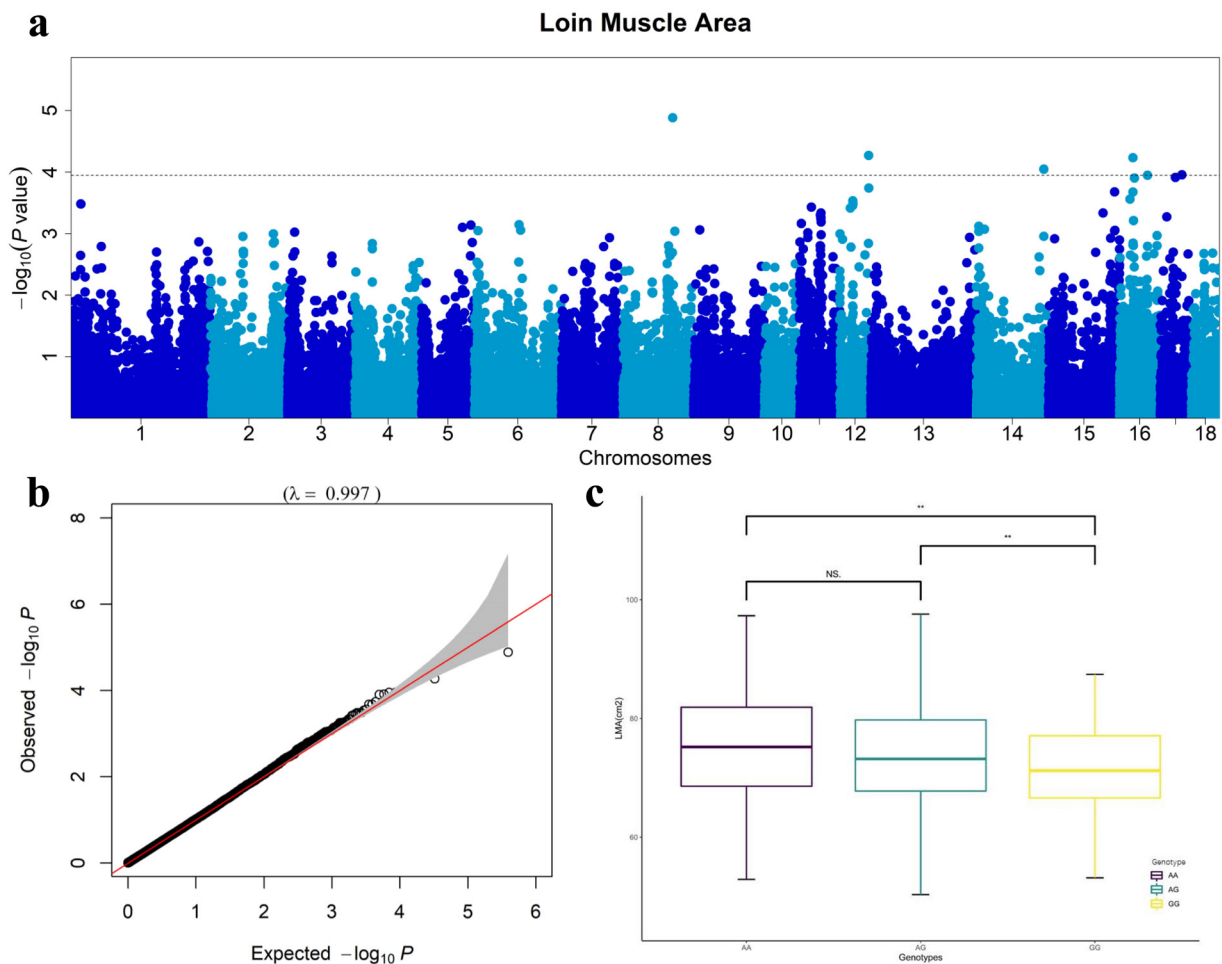 a
Loin Muscle Area
5
4
3
2
1
−log10(P value)
1 2 3 4 5 6 7 8 9 10 12 13 14 15 16 18
Chromosomes
b
(λ = 0.997 )
8
6
4
2
0
Observed −log10 P
0 1 2 3 4 5 6
Expected −log10 P
c
**
**
NS.
100
80
60
LMA(cm2)
Genotype
AA
AG
GG
AA AG GG
Genotypes